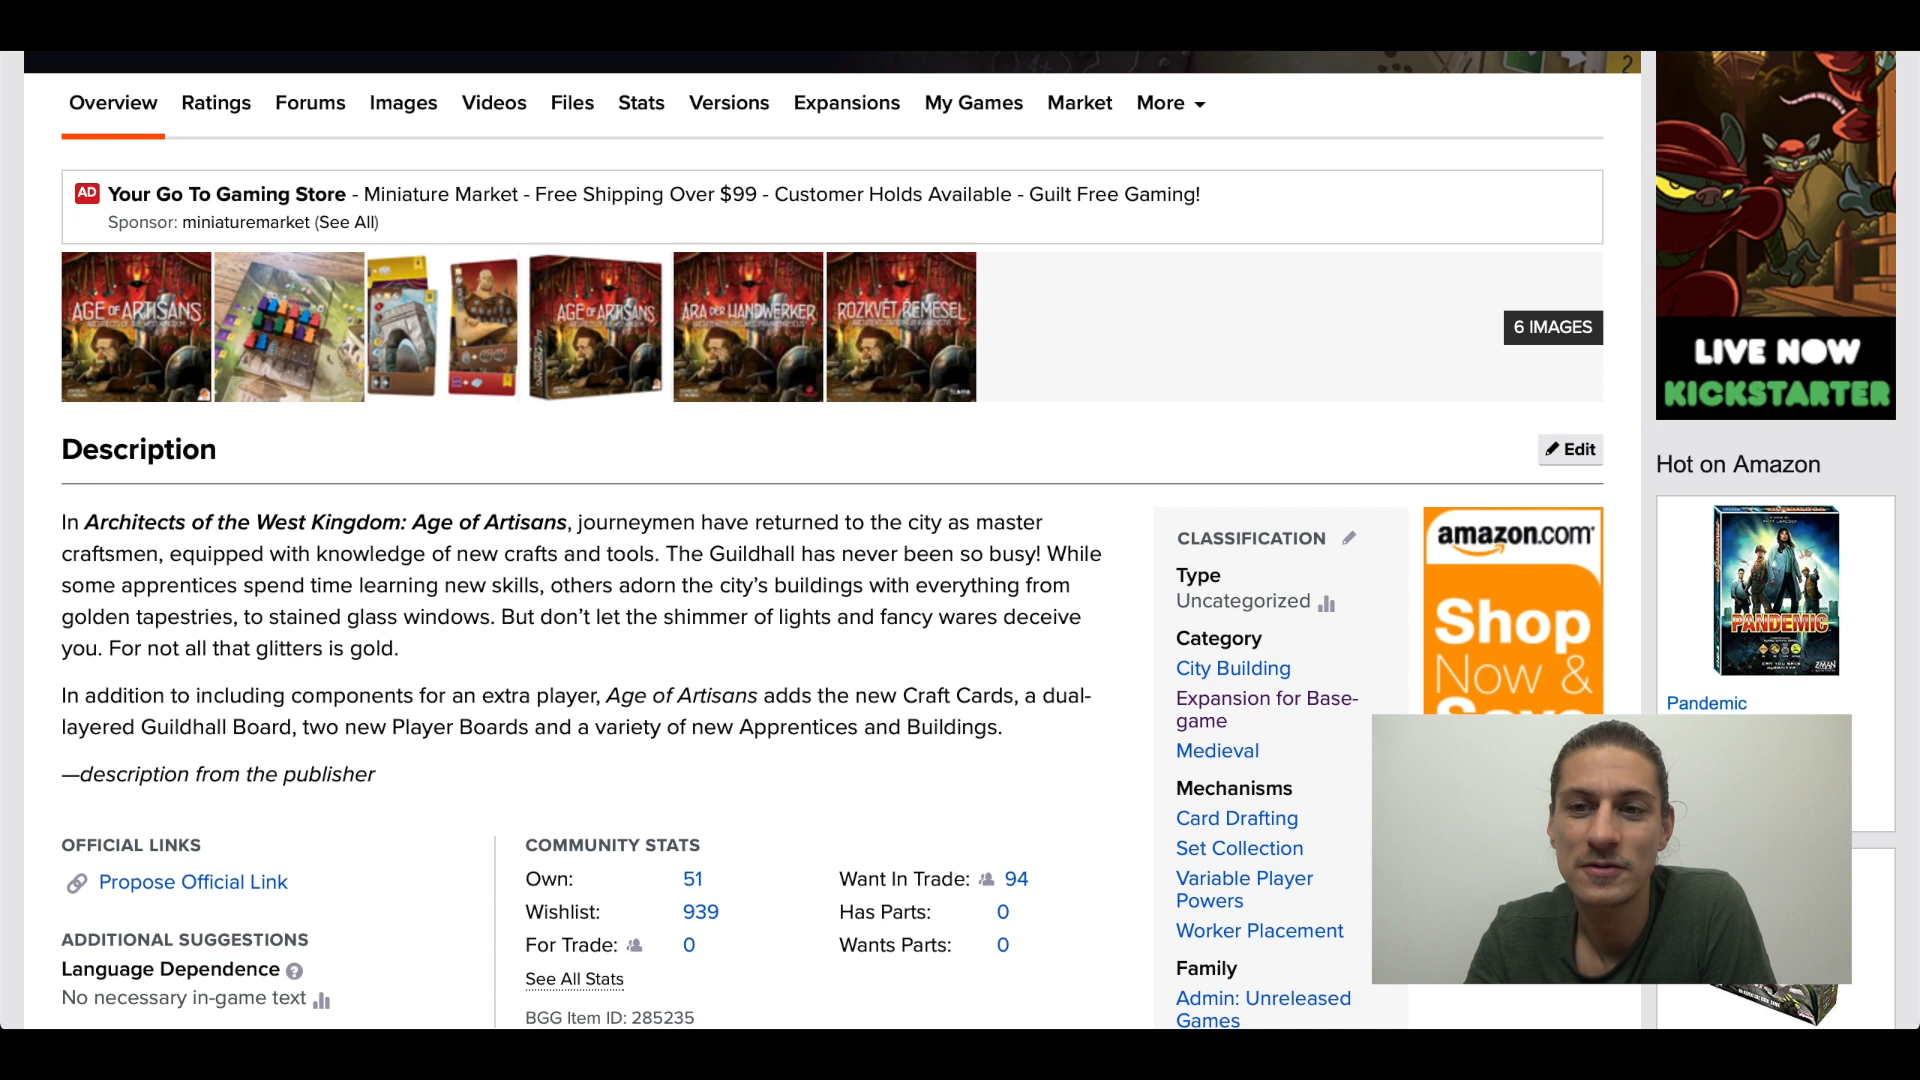 2
Overview Ratings Forums Images Videos Files Stats Versions Expansions My Games Market More
AD Your Go To Gaming Store - Miniature Market - Free Shipping Over $99 - Customer Holds Available - Guilt Free Gaming!
Sponsor: miniaturemarket (See All)
AGE OF ARTISANS
AGE OF ARTISANS
ÄRA DER HANDWERKER
ROZKVĚT ŘEMESEL
6 IMAGES
LIVE NOW
KICKSTARTER
Description
Edit
Hot on Amazon
In Architects of the West Kingdom: Age of Artisans, journeymen have returned to the city as master
craftsmen, equipped with knowledge of new crafts and tools. The Guildhall has never been so busy! While
some apprentices spend time learning new skills, others adorn the city's buildings with everything from
golden tapestries, to stained glass windows. But don't let the shimmer of lights and fancy wares deceive
you. For not all that glitters is gold.
In addition to including components for an extra player, Age of Artisans adds the new Craft Cards, a dual-
layered Guildhall Board, two new Player Boards and a variety of new Apprentices and Buildings.
—description from the publisher
CLASSIFICATION
Type
Uncategorized
Category
City Building
Expansion for Base-
game
Medieval
Mechanisms
Card Drafting
Set Collection
Variable Player
Powers
Worker Placement
Family
Admin: Unreleased
Games
amazon.com
Shop
Now &
Save
PANDEMIC
Pandemic
OFFICIAL LINKS
Propose Official Link
ADDITIONAL SUGGESTIONS
Language Dependence
No necessary in-game text
COMMUNITY STATS
Own: 51
Wishlist: 939
For Trade: 0
Want In Trade: 94
Has Parts: 0
Wants Parts: 0
See All Stats
BGG Item ID: 285235